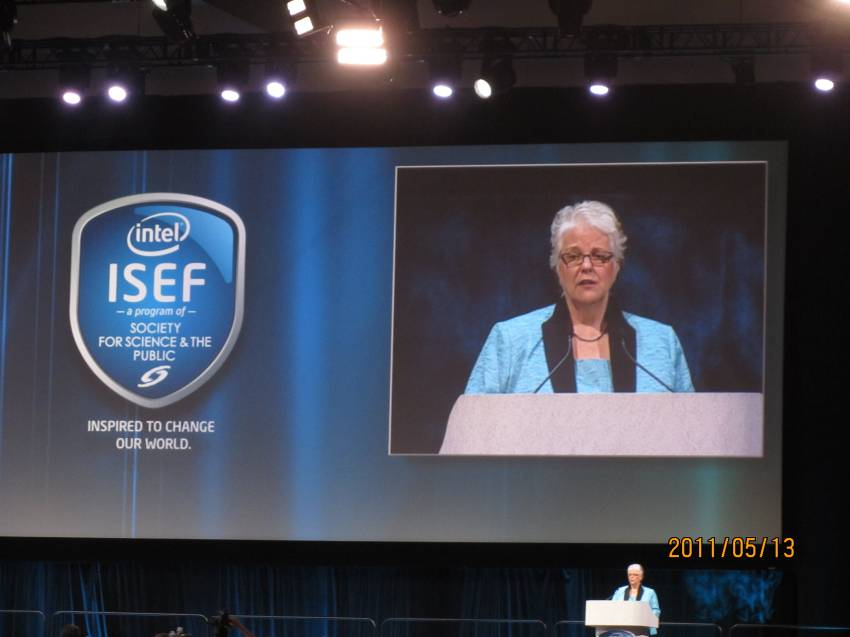 intel
ISEF
a program of
SOCIETY
FOR SCIENCE & THE
PUBLIC
INSPIRED TO CHANGE
OUR WORLD.
2011/05/13